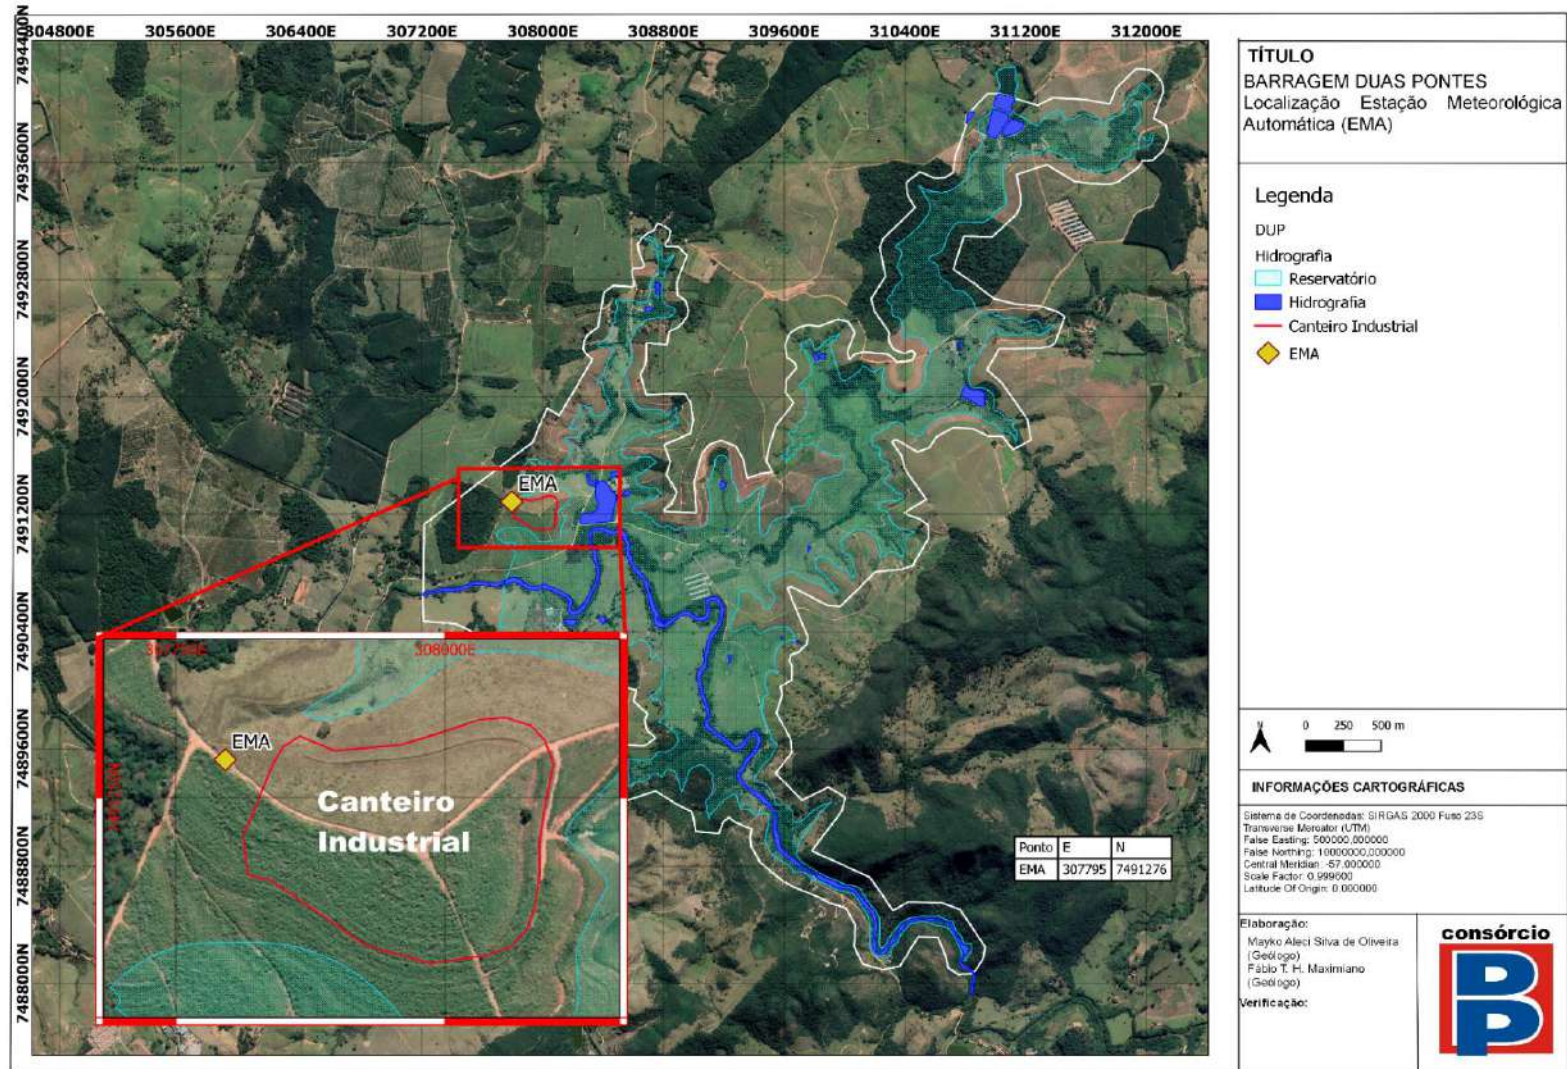 304800E 305600E 306400E 307200E 308000E 308800E 309600E 310400E 311200E 312000E
7494400N
7493600N
7492800N
7492000N
7491200N
7490400N
7489600N
7488800N
7488000N
EMA
307750E 308000E
EMA
Canteiro
Industrial
Ponto E N
EMA 307795 7491276
TÍTULO
BARRAGEM DUAS PONTES
Localização Estação Meteorológica
Automática (EMA)
Legenda
DUP
Hidrografia
Reservatório
Hidrografia
Canteiro Industrial
EMA
N
0 250 500 m
INFORMAÇÕES CARTOGRÁFICAS
Sistema de Coordenadas: SIRGAS 2000 Fuso 23S
Transverse Mercator (UTM)
False Easting: 500000,000000
False Northing: 10000000,000000
Central Meridian: -57,000000
Scale Factor: 0,999600
Latitude Of Origin: 0,000000
Elaboração:
Mayko Aleci Silva de Oliveira
(Geólogo)
Fábio T. H. Maximiano
(Geólogo)
Verificação:
consórcio
BP